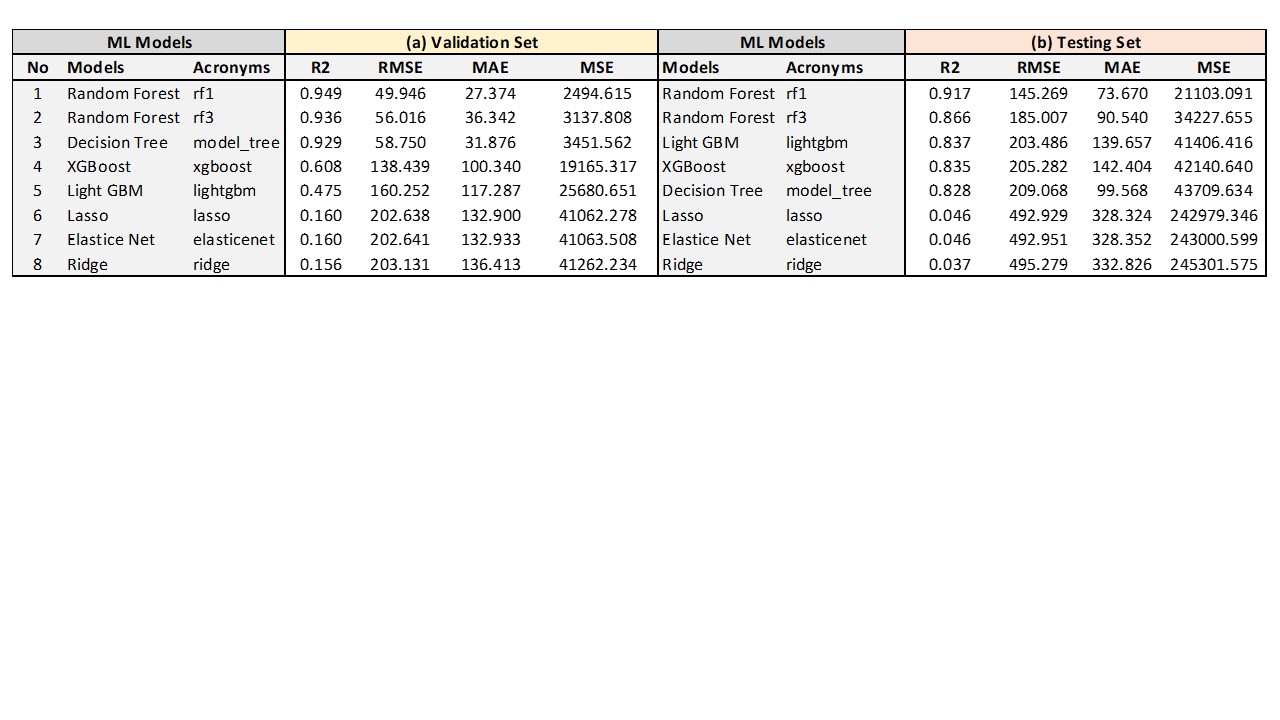 ML Models (a) Validation Set ML Models (b) Testing Set
No Models Acronyms R2 RMSE MAE MSE Models Acronyms R2 RMSE MAE MSE
1 Random Forest rf1 0.949 49.946 27.374 2494.615 Random Forest rf1 0.917 145.269 73.670 21103.091
2 Random Forest rf3 0.936 56.016 36.342 3137.808 Random Forest rf3 0.866 185.007 90.540 34227.655
3 Decision Tree model_tree 0.929 58.750 31.876 3451.562 Light GBM lightgbm 0.837 203.486 139.657 41406.416
4 XGBoost xgboost 0.608 138.439 100.340 19165.317 XGBoost xgboost 0.835 205.282 142.404 42140.640
5 Light GBM lightgbm 0.475 160.252 117.287 25680.651 Decision Tree model_tree 0.828 209.068 99.568 43709.634
6 Lasso lasso 0.160 202.638 132.900 41062.278 Lasso lasso 0.046 492.929 328.324 242979.346
7 Elastice Net elasticenet 0.160 202.641 132.933 41063.508 Elastice Net elasticenet 0.046 492.951 328.352 243000.599
8 Ridge ridge 0.156 203.131 136.413 41262.234 Ridge ridge 0.037 495.279 332.826 245301.575